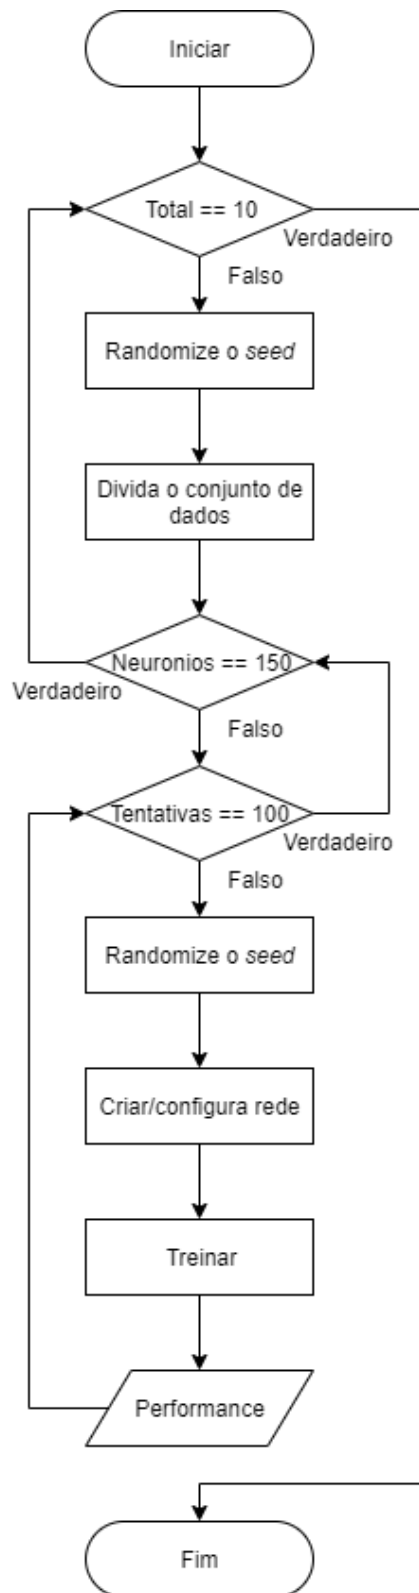 Iniciar
Total == 10
Verdadeiro
Falso
Randomize o seed
Divida o conjunto de
dados
Neuronios == 150
Verdadeiro
Falso
Tentativas == 100
Verdadeiro
Falso
Randomize o seed
Criar/configura rede
Treinar
Performance
Fim